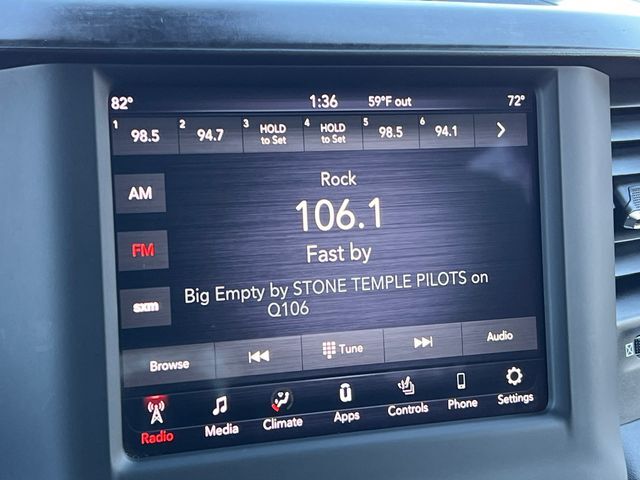 82° 1:36 59°F out 72°
1 98.5 2 94.7 3 HOLD to Set 4 HOLD to Set 5 98.5 6 94.1
AM
Rock
106.1
FM
Fast by
sxm
Big Empty by STONE TEMPLE PILOTS on
Q106
Browse Tune Audio
Radio Media Climate Apps Controls Phone Settings